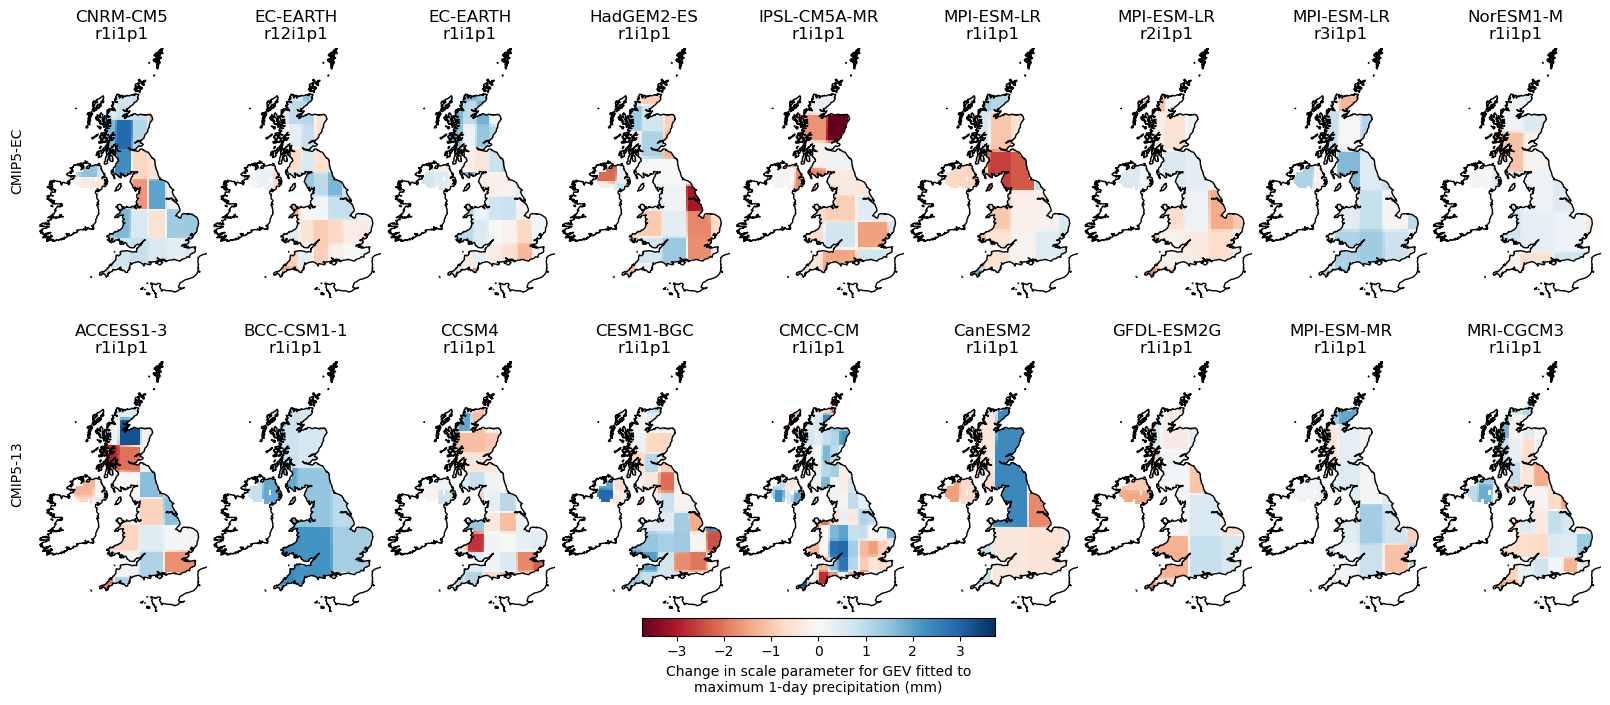 CNRM-CM5
r1i1p1
EC-EARTH
r12i1p1
EC-EARTH
r1i1p1
HadGEM2-ES
r1i1p1
IPSL-CM5A-MR
r1i1p1
MPI-ESM-LR
r1i1p1
MPI-ESM-LR
r2i1p1
MPI-ESM-LR
r3i1p1
NorESM1-M
r1i1p1
CMIP5-EC
ACCESS1-3
r1i1p1
BCC-CSM1-1
r1i1p1
CCSM4
r1i1p1
CESM1-BGC
r1i1p1
CMCC-CM
r1i1p1
CanESM2
r1i1p1
GFDL-ESM2G
r1i1p1
MPI-ESM-MR
r1i1p1
MRI-CGCM3
r1i1p1
CMIP5-13
−3 −2 −1 0 1 2 3
Change in scale parameter for GEV fitted to
maximum 1-day precipitation (mm)